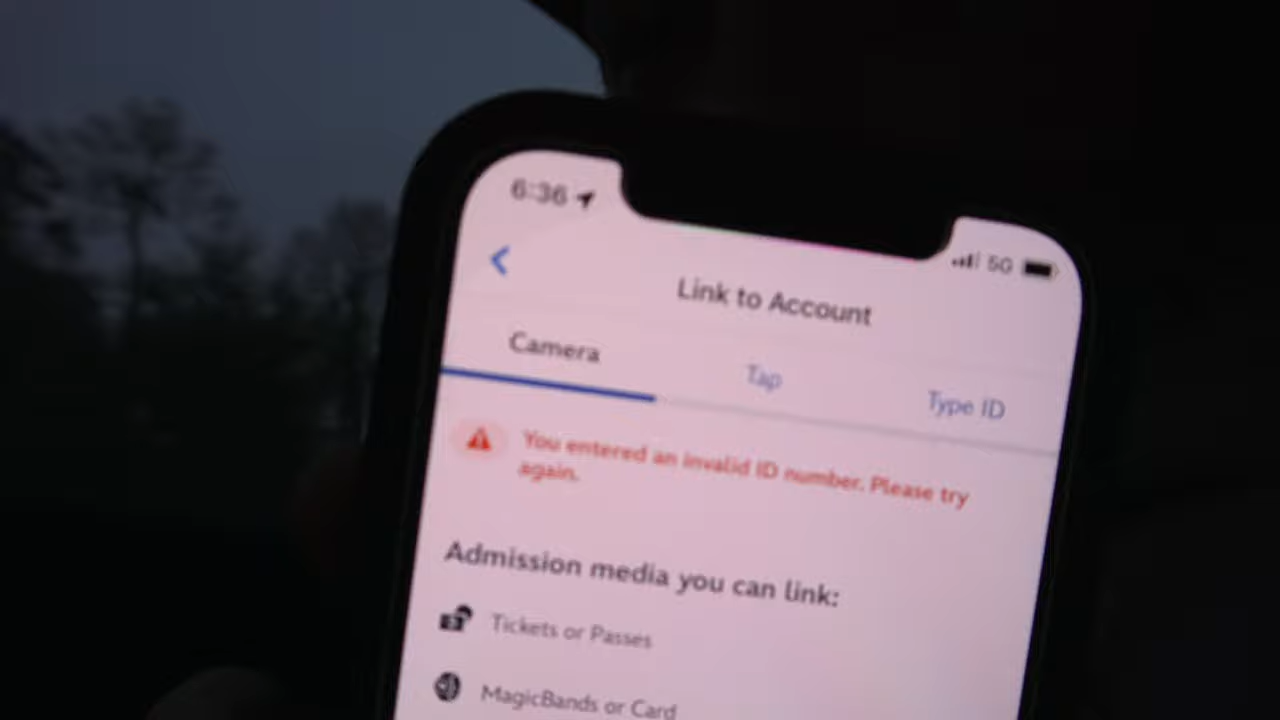 6:36
5G
Link to Account
Camera
Tap
Type ID
You entered an invalid ID number. Please try
again.
Admission media you can link:
Tickets or Passes
MagicBands or Card